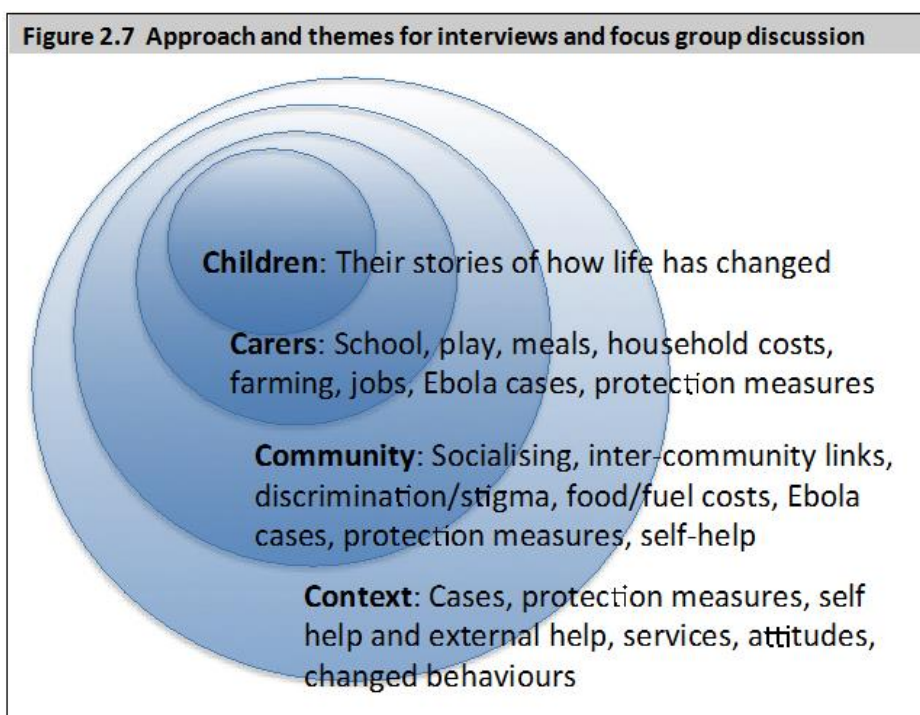 Figure 2.7 Approach and themes for interviews and focus group discussion
Children: Their stories of how life has changed
Carers: School, play, meals, household costs,
farming, jobs, Ebola cases, protection measures
Community: Socialising, inter-community links,
discrimination/stigma, food/fuel costs, Ebola
cases, protection measures, self-help
Context: Cases, protection measures, self
help and external help, services, attitudes,
changed behaviours